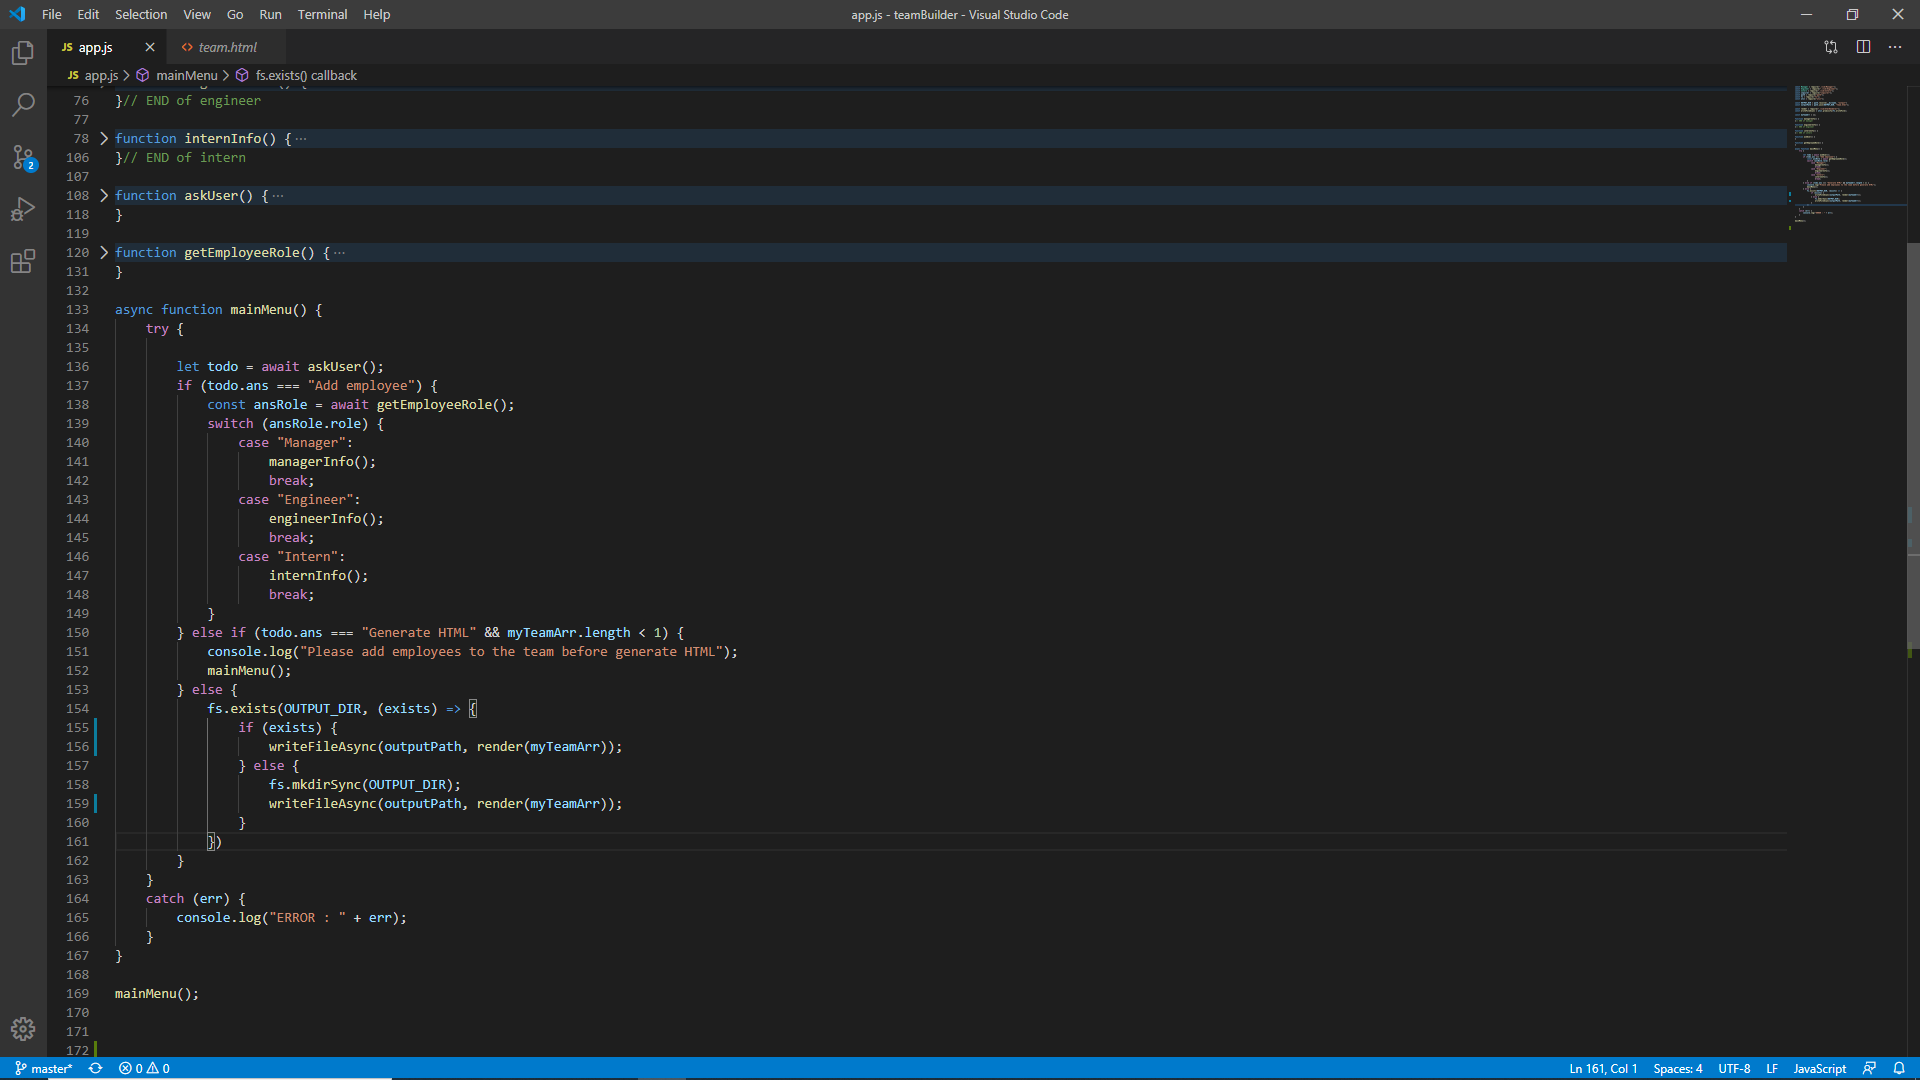 File Edit Selection View Go Run Terminal Help
app.js - teamBuilder - Visual Studio Code
JS app.js
<> team.html
JS app.js > mainMenu > fs.exists() callback
76 }// END of engineer
77
78 function internInfo() { ···
106 }// END of intern
107
108 function askUser() { ···
118 }
119
120 function getEmployeeRole() { ···
131 }
132
133 async function mainMenu() {
134 try {
135
136 let todo = await askUser();
137 if (todo.ans === "Add employee") {
138 const ansRole = await getEmployeeRole();
139 switch (ansRole.role) {
140 case "Manager":
141 managerInfo();
142 break;
143 case "Engineer":
144 engineerInfo();
145 break;
146 case "Intern":
147 internInfo();
148 break;
149 }
150 } else if (todo.ans === "Generate HTML" && myTeamArr.length < 1) {
151 console.log("Please add employees to the team before generate HTML");
152 mainMenu();
153 } else {
154 fs.exists(OUTPUT_DIR, (exists) => {
155 if (exists) {
156 writeFileAsync(outputPath, render(myTeamArr));
157 } else {
158 fs.mkdirSync(OUTPUT_DIR);
159 writeFileAsync(outputPath, render(myTeamArr));
160 }
161 })
162 }
163 }
164 catch (err) {
165 console.log("ERROR : " + err);
166 }
167 }
168
169 mainMenu();
170
171
172
2
master* 0 0
Ln 161, Col 1 Spaces: 4 UTF-8 LF JavaScript